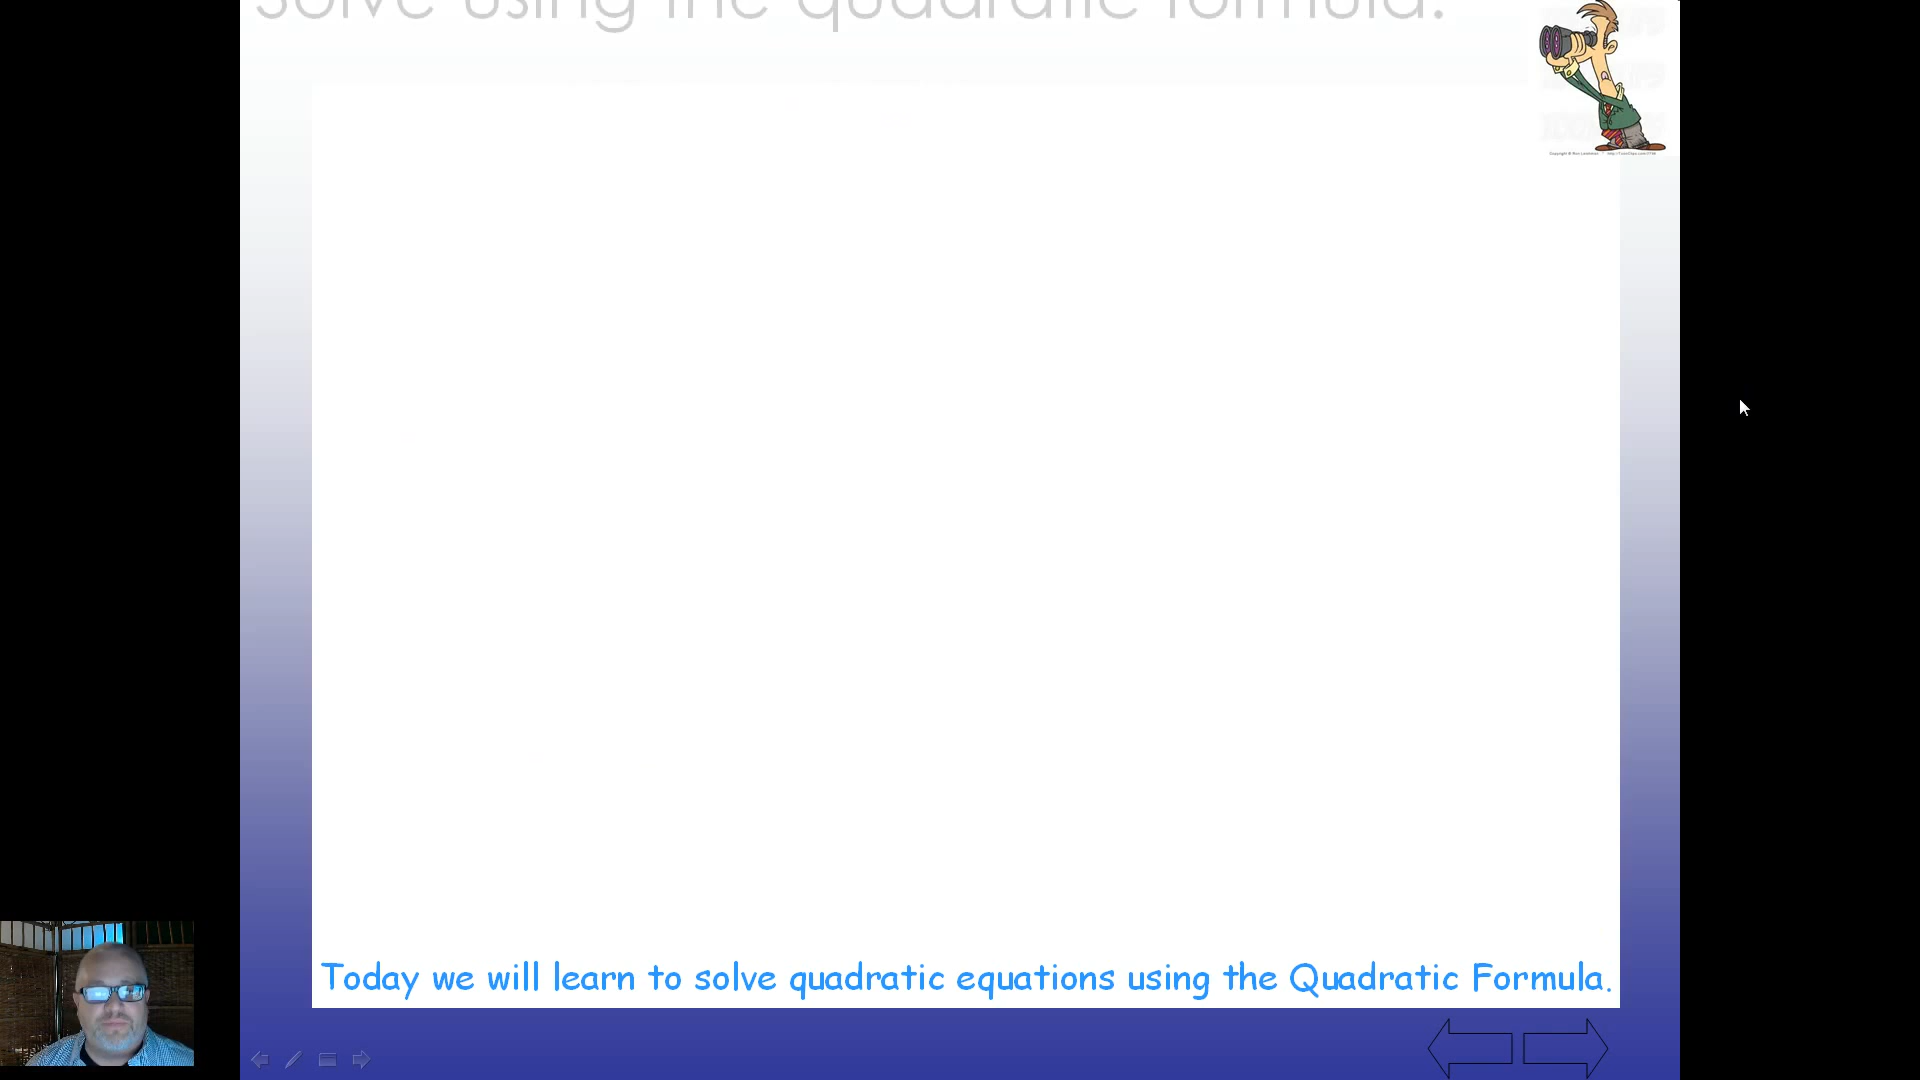 Solve using the quadratic formula.
Today we will learn to solve quadratic equations using the Quadratic Formula.